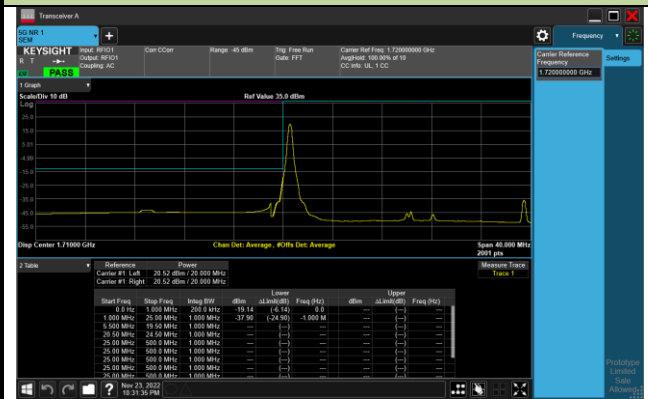 Transceiver A
5G NR 1
SEM
Frequency
KEYSIGHT
R T
PASS
Input: RFIO1
Output: RFIO1
Coupling: AC
Corr CCorr
Range: -45 dBm
Trig: Free Run
Gate: FFT
Carrier Ref Freq: 1.720000000 GHz
Avg|Hold: 100.00% of 10
CC Info: UL, 1 CC
Carrier Reference
Frequency
1.720000000 GHz
Settings
1 Graph
Scale/Div 10 dB
Ref Value 35.0 dBm
Log
25.0
15.0
5.01
-4.99
-15.0
-25.0
-35.0
-45.0
-55.0
Disp Center 1.71000 GHz
Chan Det: Average , #Offs Det: Average
Span 40.000 MHz
2001 pts
2 Table
Reference Power
Carrier #1: Left 20.52 dBm / 20.000 MHz
Carrier #1: Right 20.52 dBm / 20.000 MHz
Measure Trace
Trace 1
Lower Upper
Start Freq Stop Freq Integ BW dBm ΔLimit(dB) Freq (Hz) dBm ΔLimit(dB) Freq (Hz)
0.0 Hz 1.000 MHz 200.0 kHz -19.14 (-6.14) 0.0 --- (---) ---
1.000 MHz 25.00 MHz 1.000 MHz -37.90 (-24.90) -1.000 M --- (---) ---
5.500 MHz 19.50 MHz 1.000 MHz --- (---) --- --- (---) ---
20.50 MHz 24.50 MHz 1.000 MHz --- (---) --- --- (---) ---
25.00 MHz 500.0 MHz 1.000 MHz --- (---) --- --- (---) ---
25.00 MHz 500.0 MHz 1.000 MHz --- (---) --- --- (---) ---
25.00 MHz 500.0 MHz 1.000 MHz --- (---) --- --- (---) ---
25.00 MHz 500.0 MHz 1.000 MHz --- (---) --- --- (---) ---
Prototype
Limited
Sale
Allowed
Nov 23, 2022
10:31:35 PM